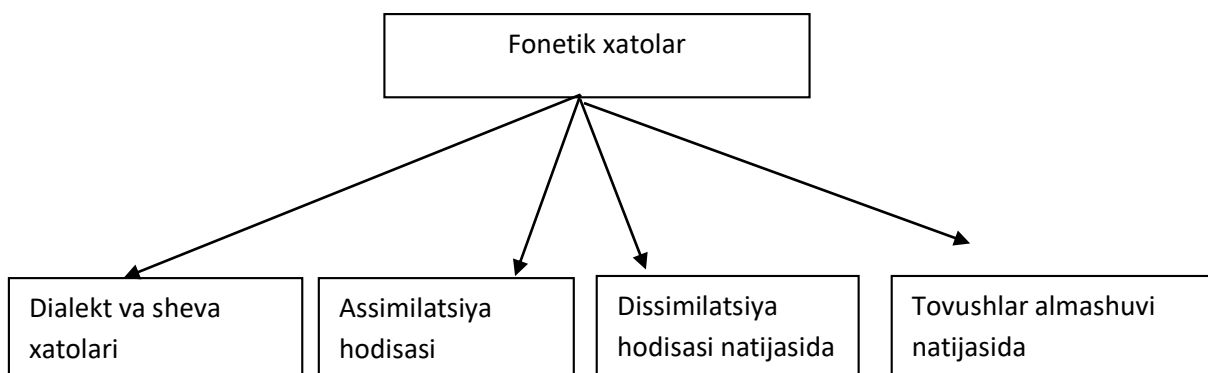 Fonetik xatolar
Dialekt va sheva
xatolari
Assimilatsiya
hodisasi
Dissimilatsiya
hodisasi natijasida
Tovushlar almashuvi
natijasida